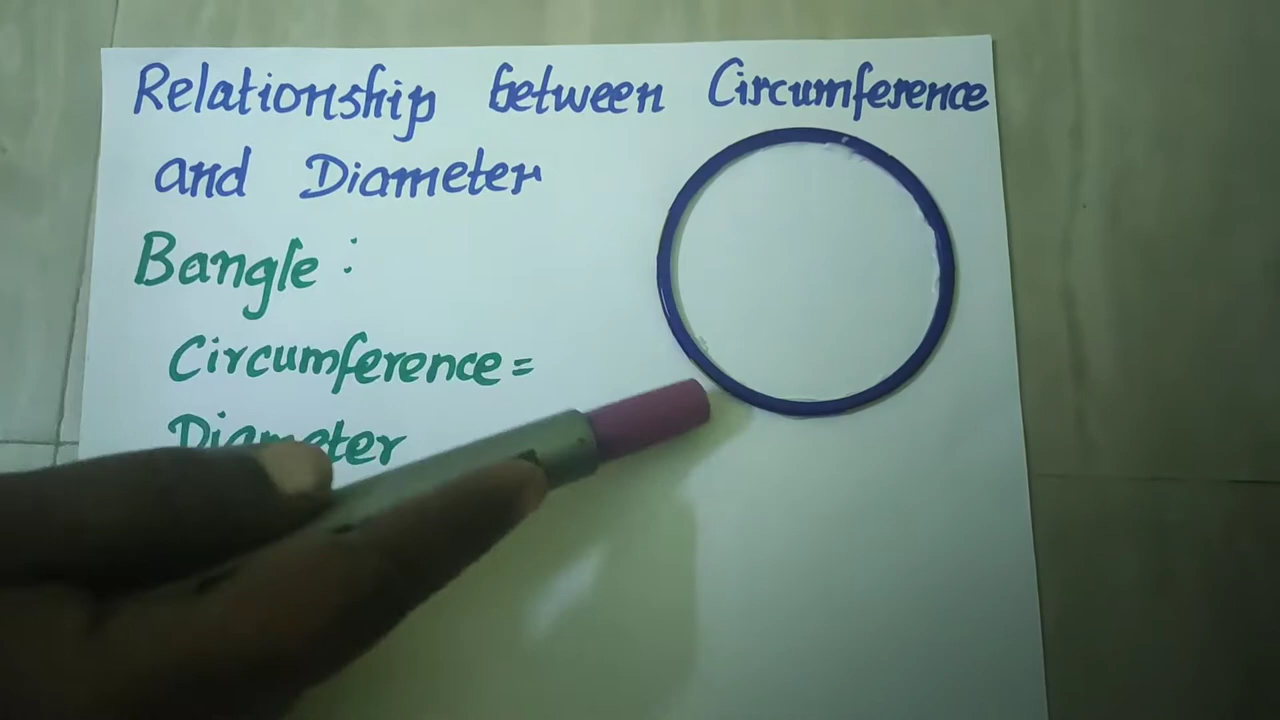 Relationship between Circumference
and Diameter
Bangle :
Circumference =
Diameter